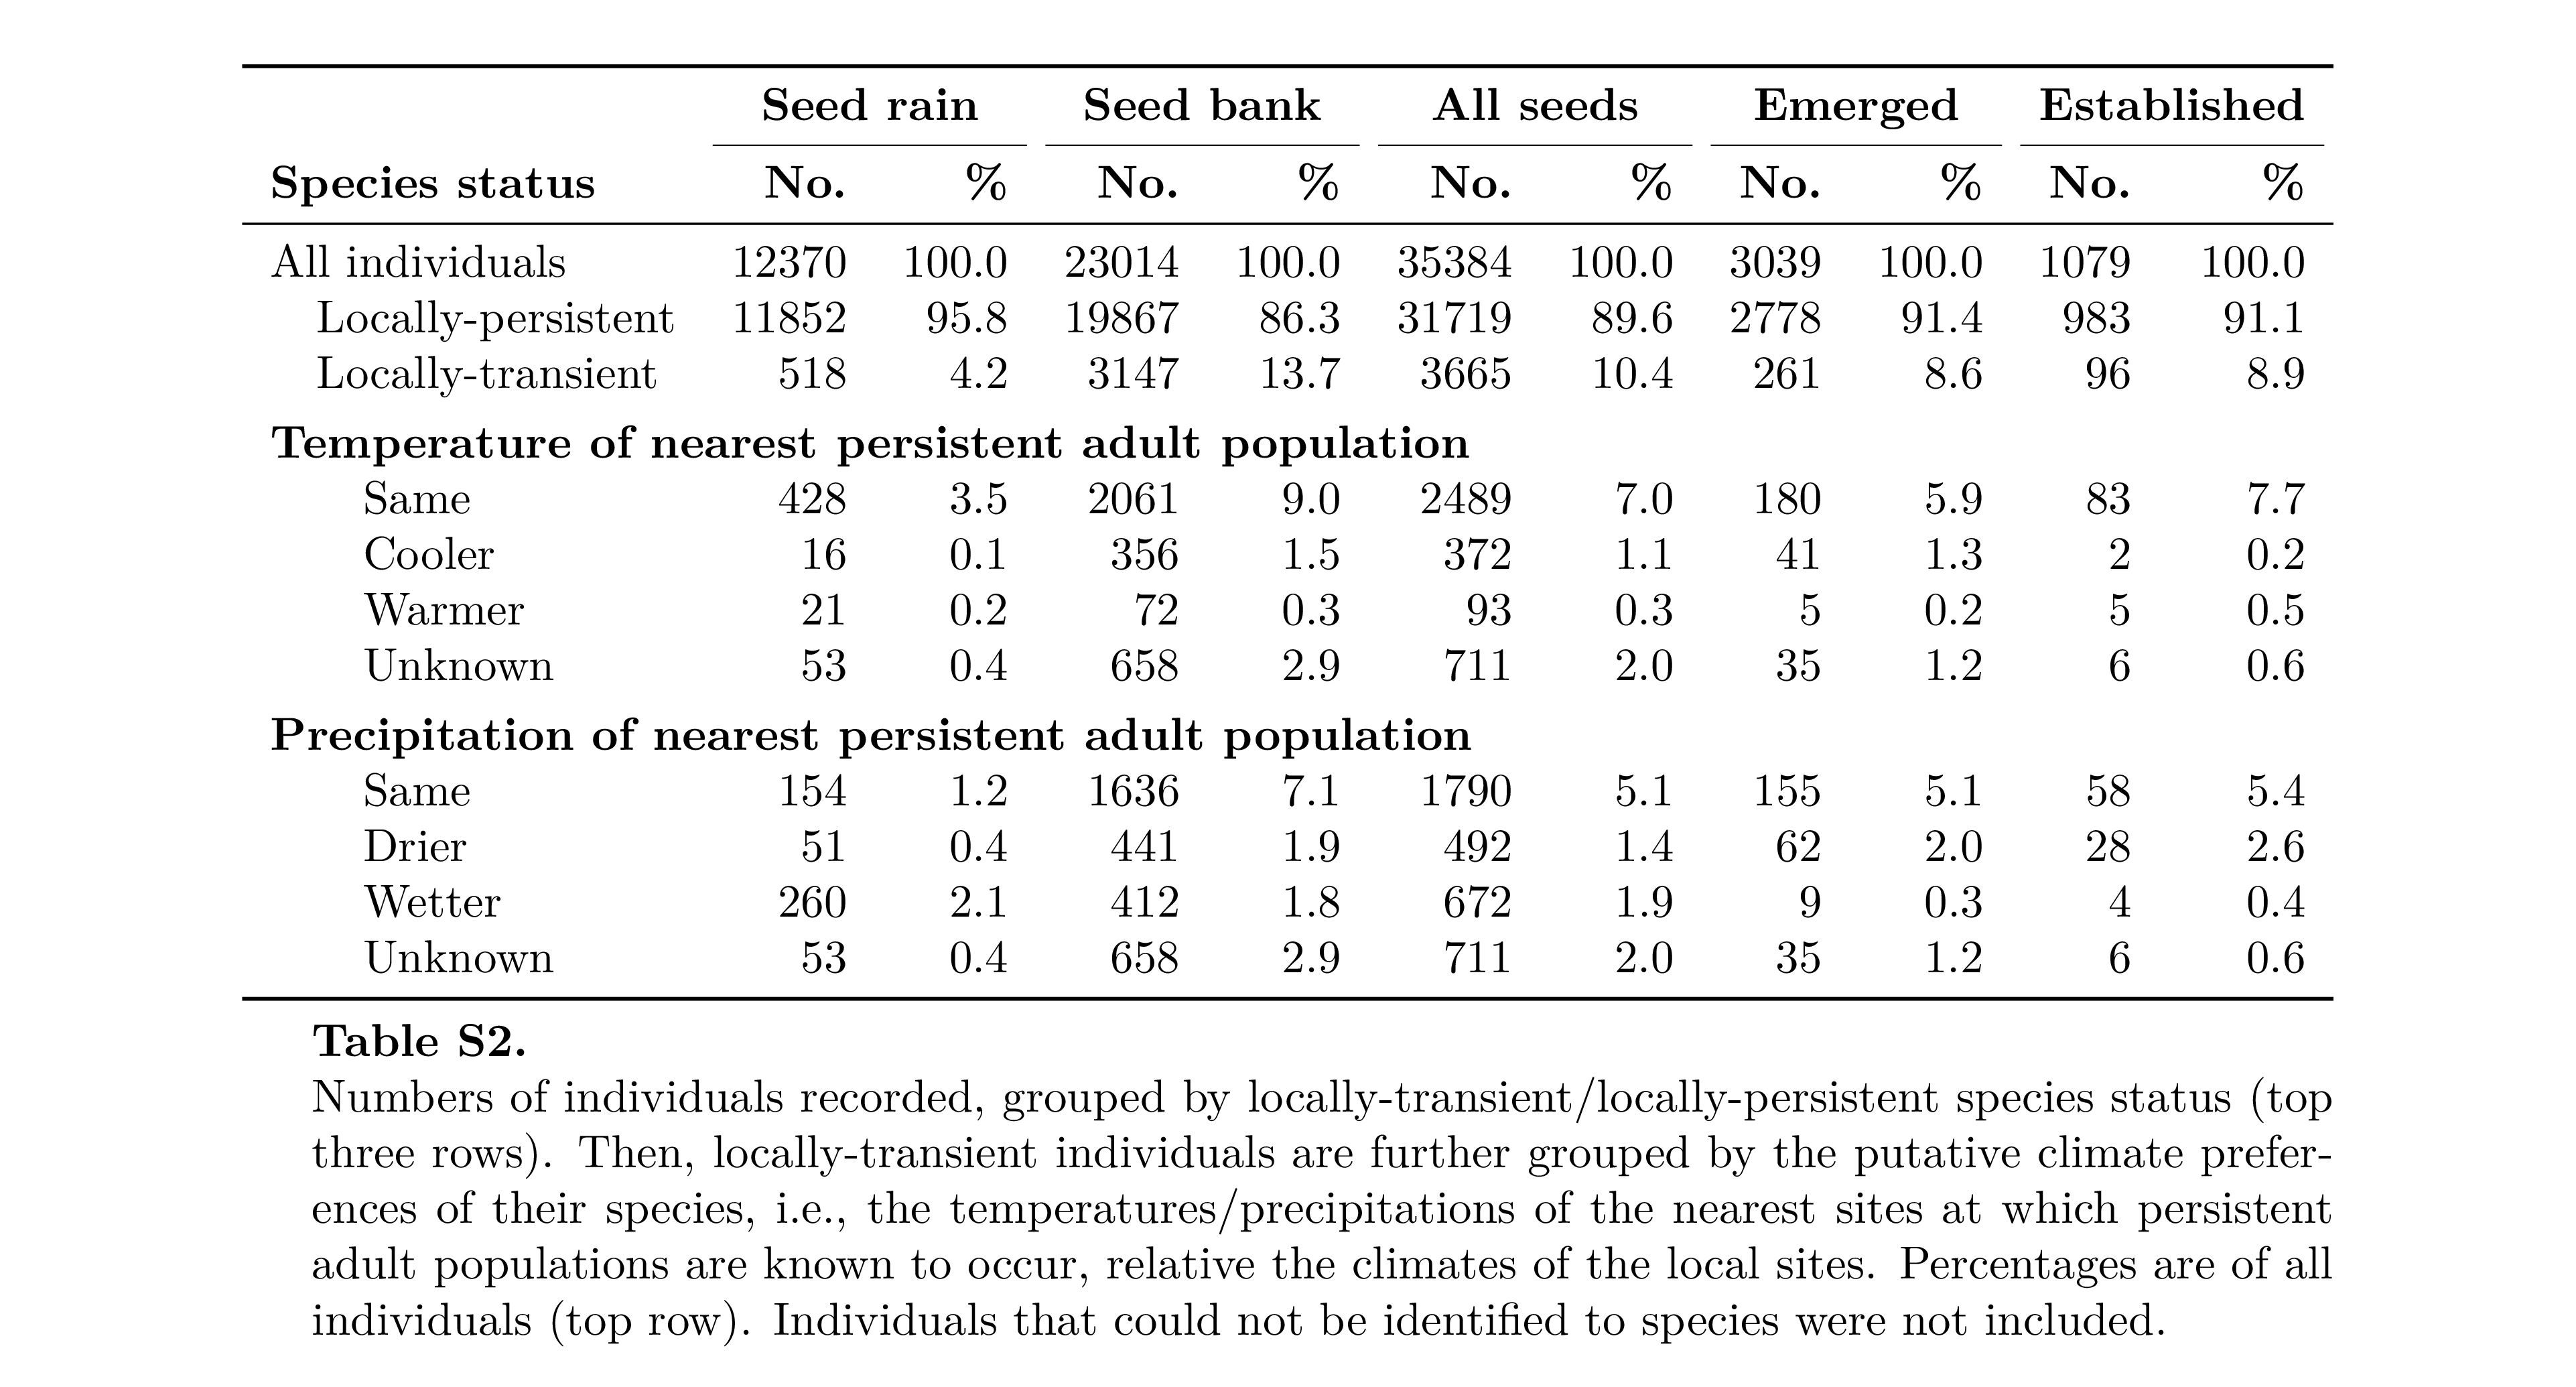 Seed rain Seed bank All seeds Emerged Established
Species status No. % No. % No. % No. % No. %
All individuals 12370 100.0 23014 100.0 35384 100.0 3039 100.0 1079 100.0
Locally-persistent 11852 95.8 19867 86.3 31719 89.6 2778 91.4 983 91.1
Locally-transient 518 4.2 3147 13.7 3665 10.4 261 8.6 96 8.9
Temperature of nearest persistent adult population
Same 428 3.5 2061 9.0 2489 7.0 180 5.9 83 7.7
Cooler 16 0.1 356 1.5 372 1.1 41 1.3 2 0.2
Warmer 21 0.2 72 0.3 93 0.3 5 0.2 5 0.5
Unknown 53 0.4 658 2.9 711 2.0 35 1.2 6 0.6
Precipitation of nearest persistent adult population
Same 154 1.2 1636 7.1 1790 5.1 155 5.1 58 5.4
Drier 51 0.4 441 1.9 492 1.4 62 2.0 28 2.6
Wetter 260 2.1 412 1.8 672 1.9 9 0.3 4 0.4
Unknown 53 0.4 658 2.9 711 2.0 35 1.2 6 0.6
Table S2.
Numbers of individuals recorded, grouped by locally-transient/locally-persistent species status (top
three rows). Then, locally-transient individuals are further grouped by the putative climate prefer-
ences of their species, i.e., the temperatures/precipitations of the nearest sites at which persistent
adult populations are known to occur, relative the climates of the local sites. Percentages are of all
individuals (top row). Individuals that could not be identified to species were not included.